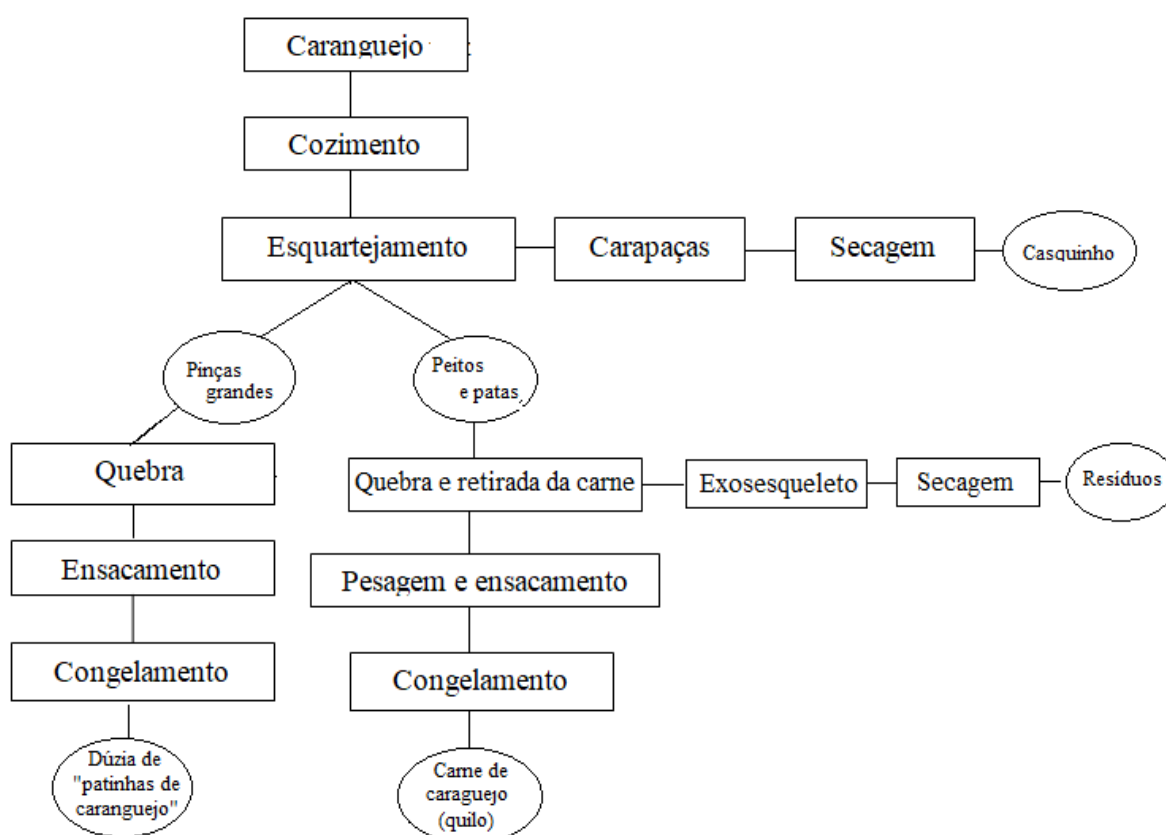 Caranguejo
Cozimento
Esquartejamento
Carapaças
Secagem
Casquinho
Pinças
grandes
Peitos
e patas
Quebra
Quebra e retirada da carne
Exosesqueleto
Secagem
Resíduos
Ensacamento
Pesagem e ensacamento
Congelamento
Congelamento
Dúzia de
"patinhas de
caranguejo"
Carne de
caraguejo
(quilo)